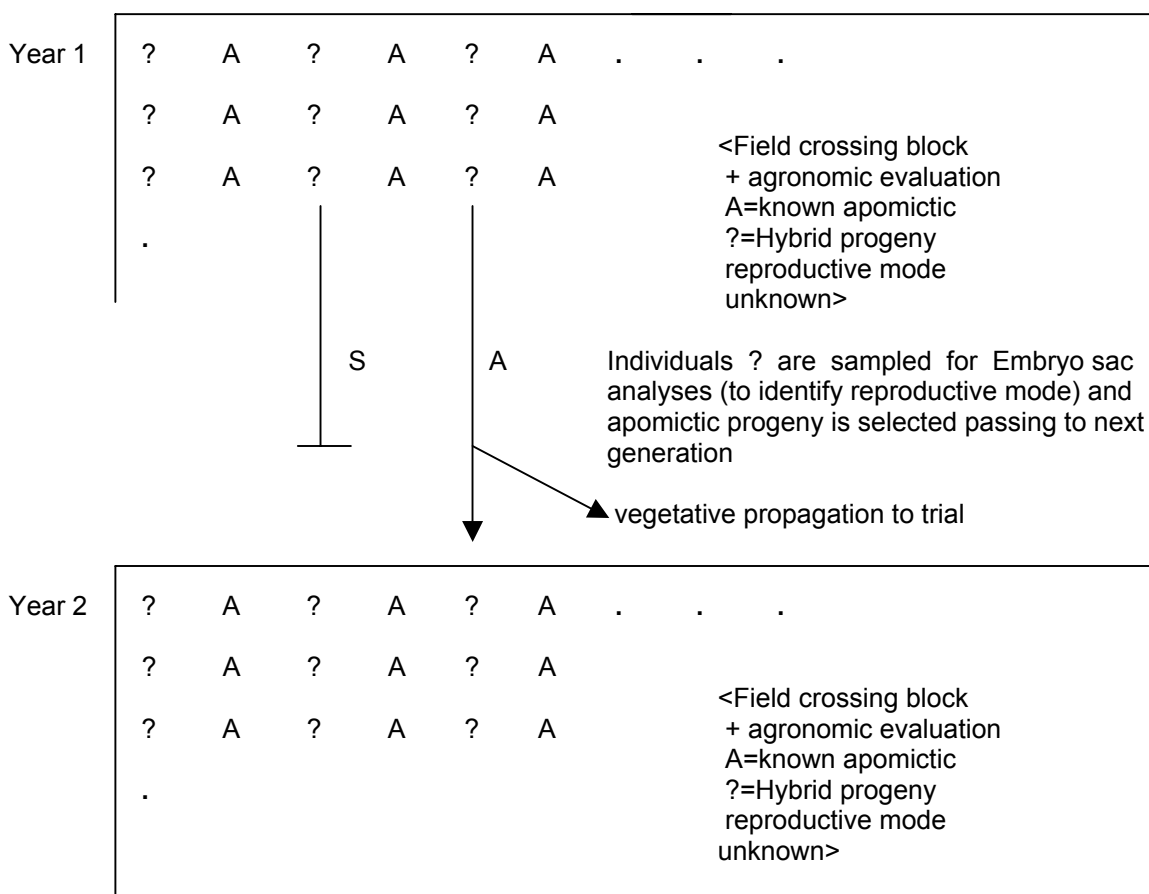 Year 1 ? A ? A ? A . . .
? A ? A ? A
<Field crossing block
+ agronomic evaluation
? A ? A ? A
A=known apomictic
.
?=Hybrid progeny
reproductive mode
unknown>
S
A
Individuals ? are sampled for Embryo sac
analyses (to identify reproductive mode) and
apomictic progeny is selected passing to next
generation
vegetative propagation to trial
Year 2 ? A ? A ? A . . .
? A ? A ? A
<Field crossing block
? A ? A ? A
+ agronomic evaluation
A=known apomictic
.
?=Hybrid progeny
reproductive mode
unknown>